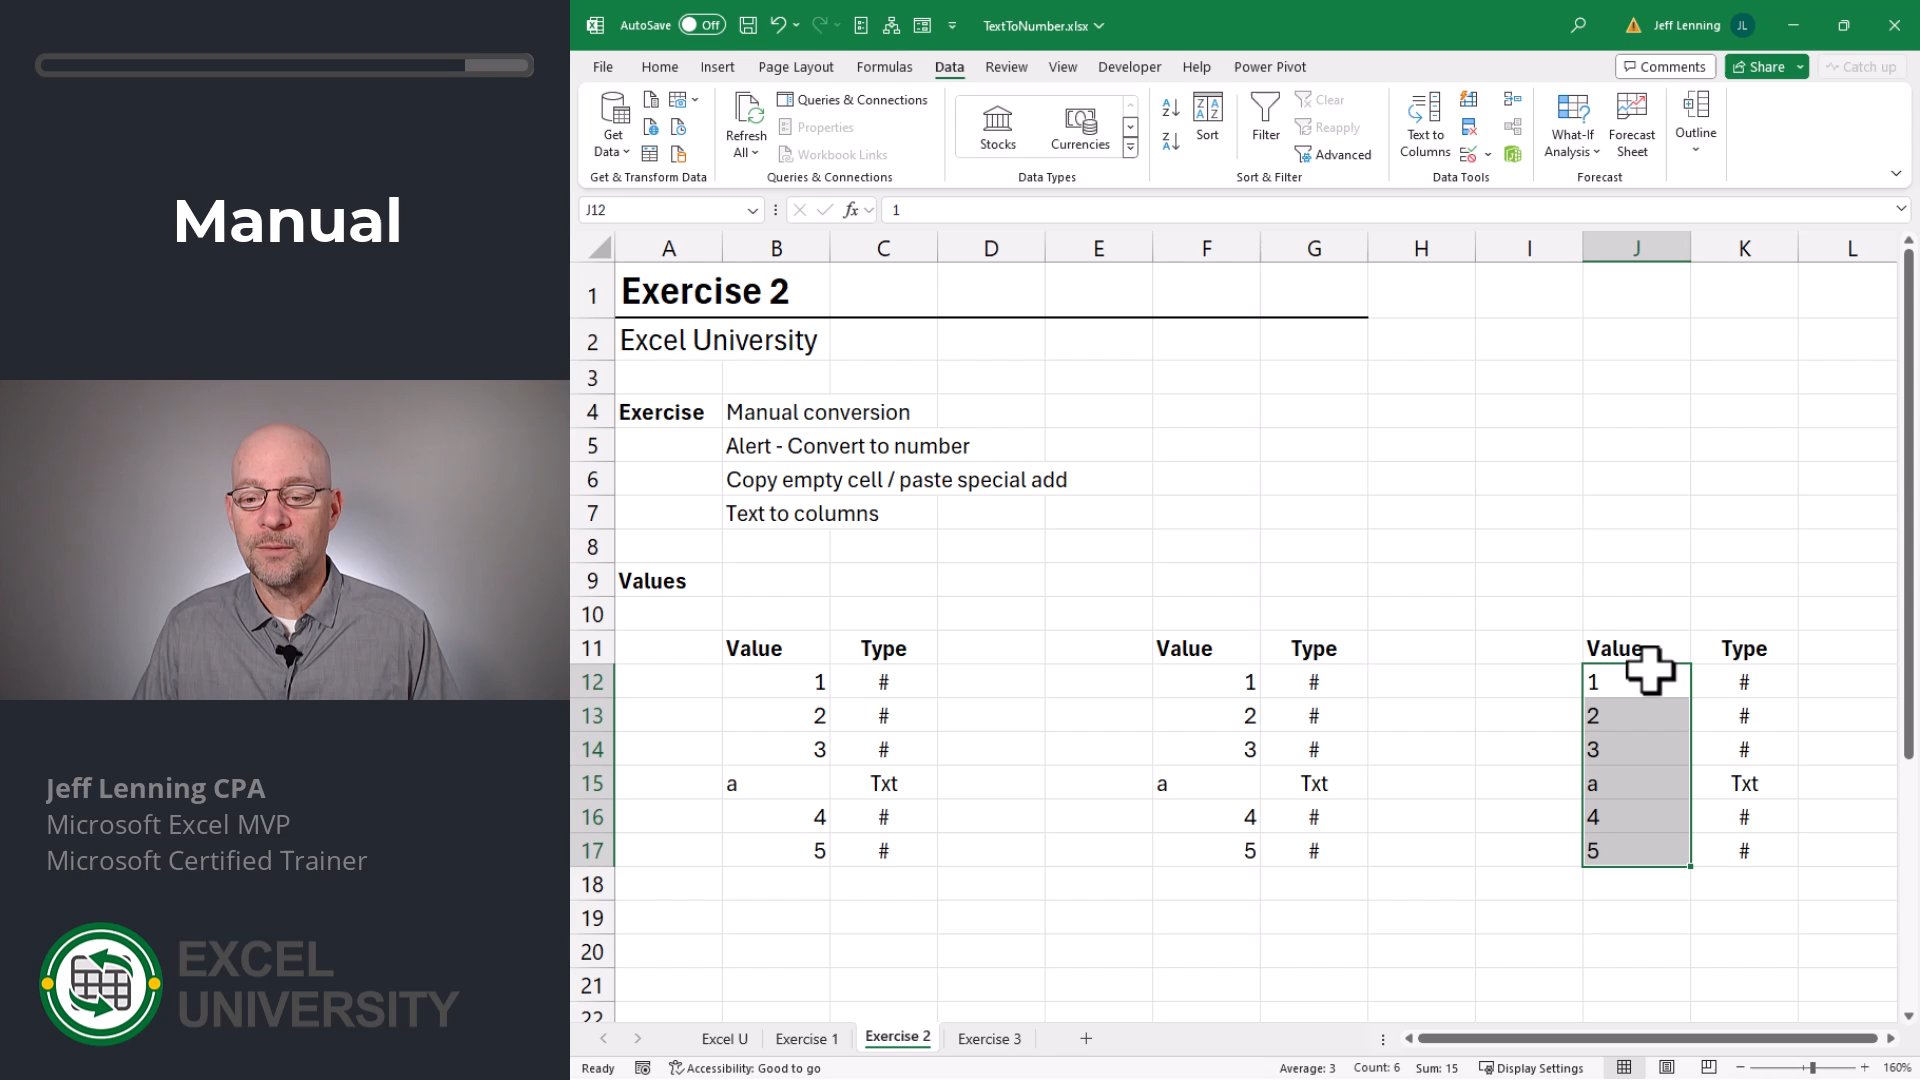 Manual
Jeff Lenning CPA
Microsoft Excel MVP
Microsoft Certified Trainer
EXCEL
UNIVERSITY
AutoSave Off TextToNumber.xlsx Jeff Lenning JL
File Home Insert Page Layout Formulas Data Review View Developer Help Power Pivot Comments Share Catch up
Get Data
Refresh All
Queries & Connections
Properties
Workbook Links
Stocks Currencies
Sort Filter
Clear
Reapply
Advanced
Text to Columns
What-If Analysis
Forecast Sheet
Outline
Get & Transform Data Queries & Connections Data Types Sort & Filter Data Tools Forecast
J12 fx 1
A B C D E F G H I J K L
1 Exercise 2
2 Excel University
3
4 Exercise Manual conversion
5 Alert - Convert to number
6 Copy empty cell / paste special add
7 Text to columns
8
9 Values
10
11 Value Type Value Type Value Type
12 1 # 1 # 1 #
13 2 # 2 # 2 #
14 3 # 3 # 3 #
15 a Txt a Txt a Txt
16 4 # 4 # 4 #
17 5 # 5 # 5 #
18
19
20
21
22
Excel U Exercise 1 Exercise 2 Exercise 3
Ready Accessibility: Good to go Average: 3 Count: 6 Sum: 15 Display Settings 160%